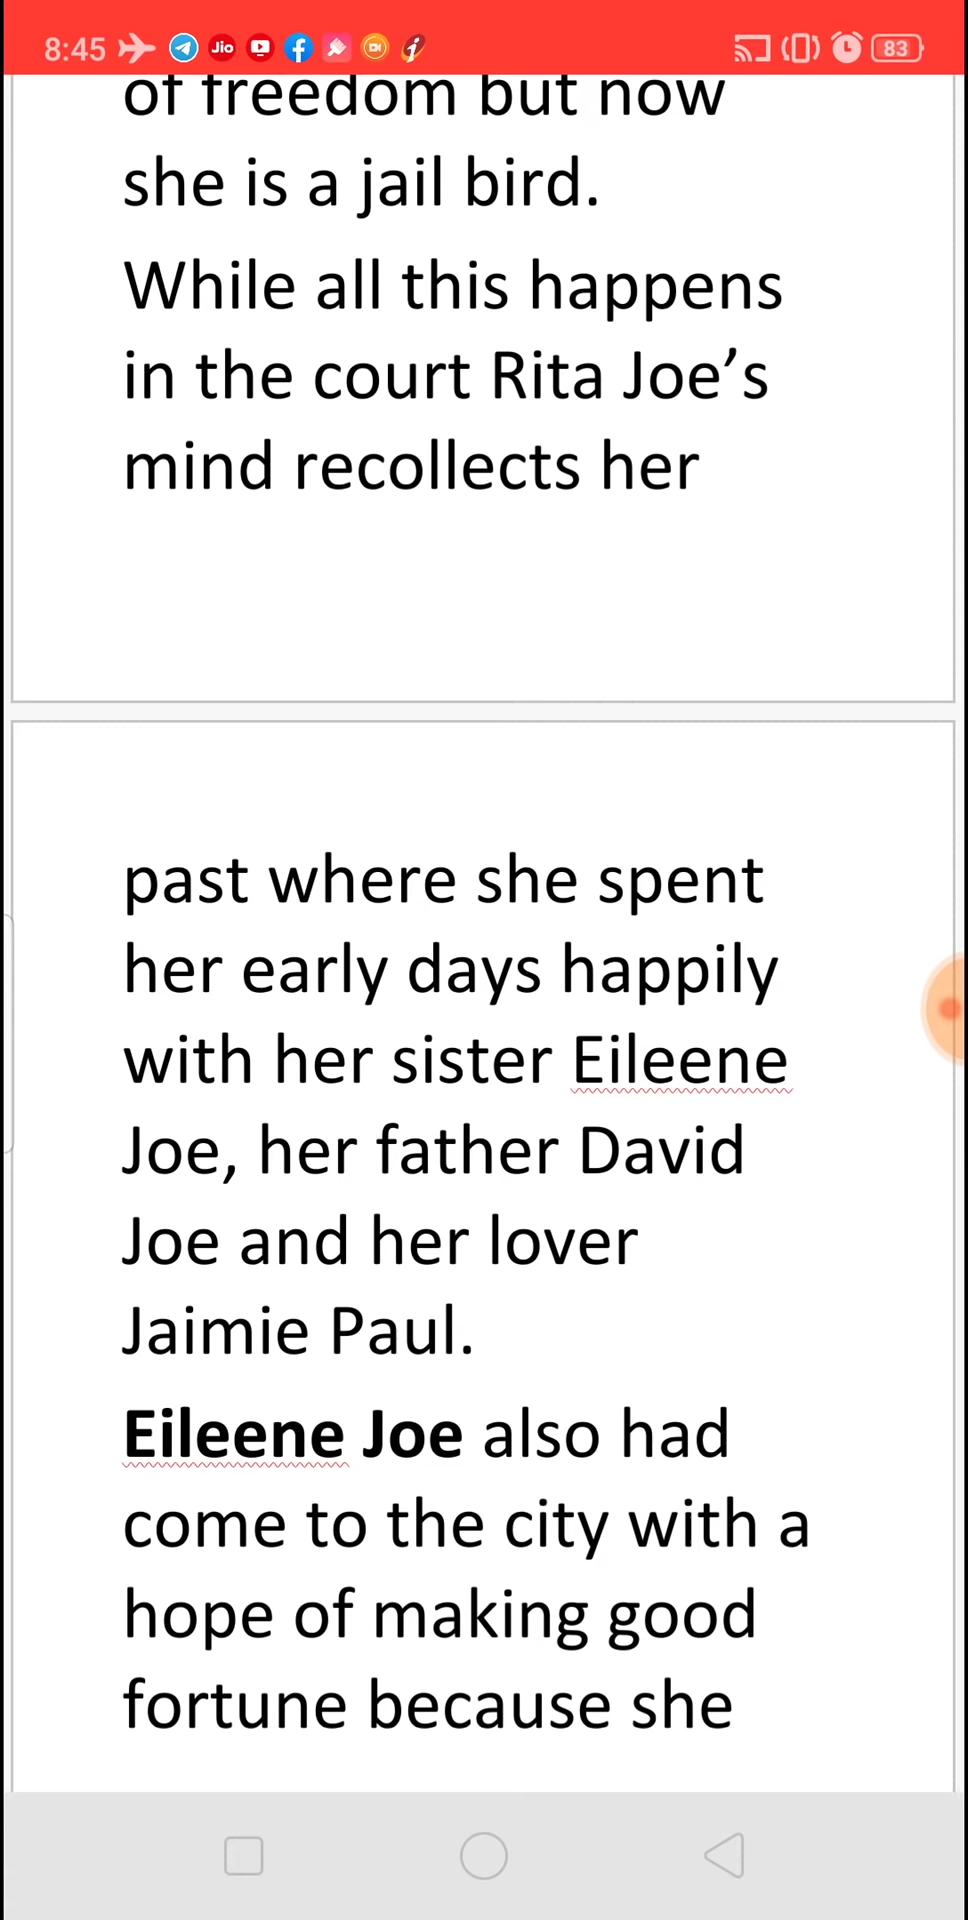 8:45
Jio
83
of freedom but now
she is a jail bird.
While all this happens
in the court Rita Joe’s
mind recollects her
past where she spent
her early days happily
with her sister Eileene
Joe, her father David
Joe and her lover
Jaimie Paul.
Eileene Joe also had
come to the city with a
hope of making good
fortune because she